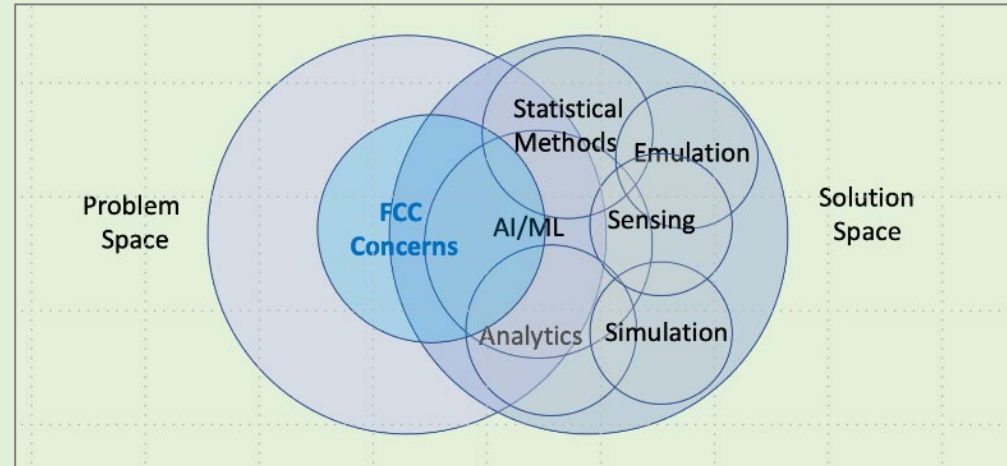 Problem
Space
FCC
Concerns
AI/ML
Statistical
Methods
Emulation
Sensing
Analytics
Simulation
Solution
Space